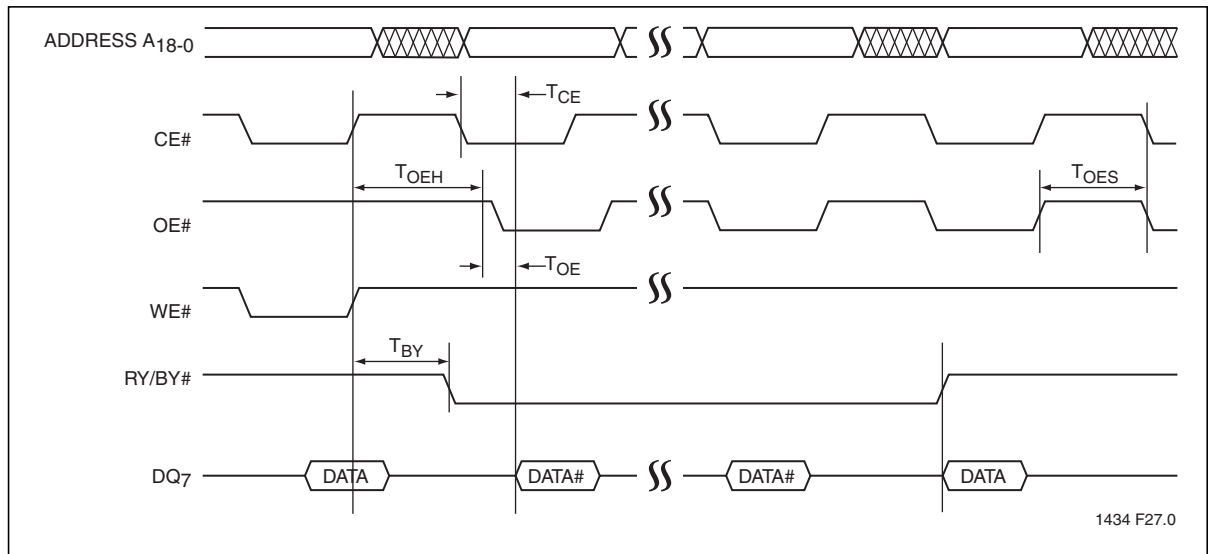 ADDRESS A18-0
TCE
CE#
TOEH
TOES
OE#
TOE
WE#
TBY
RY/BY#
DQ7
DATA
DATA#
DATA#
DATA
1434 F27.0